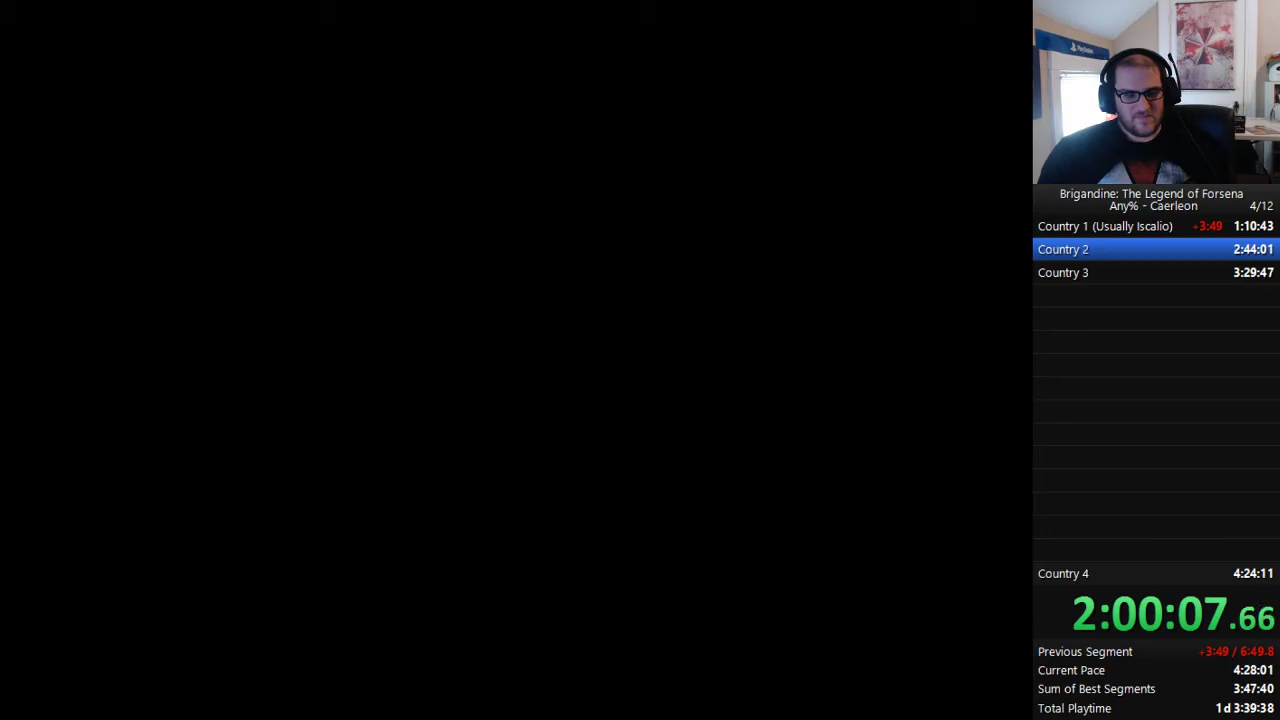 PlayStation
Brigandine: The Legend of Forsena
Any% - Caerleon 4/12
Country 1 (Usually Iscalio) +3:49 1:10:43
Country 2 2:44:01
Country 3 3:29:47
Country 4 4:24:11
2:00:07.66
Previous Segment +3:49 / 6:49.8
Current Pace 4:28:01
Sum of Best Segments 3:47:40
Total Playtime 1 d 3:39:38